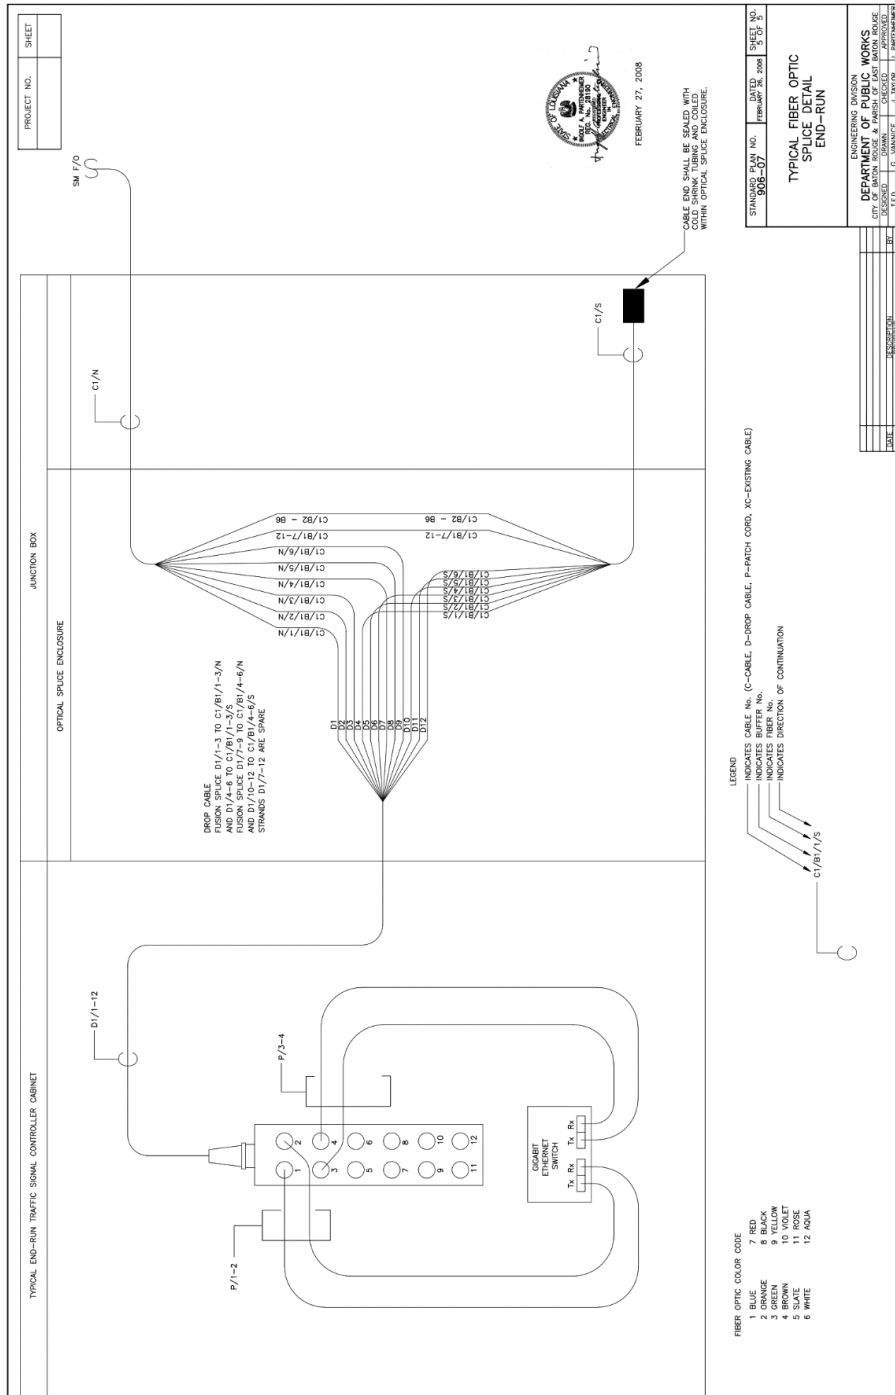 PROJECT NO. SHEET
TYPICAL END-RUN TRAFFIC SIGNAL CONTROLLER CABINET
JUNCTION BOX
OPTICAL SPLICE ENCLOSURE
SM F/O
C1/N
D1/1-12
P/1-2
P/3-4
1
2
3
4
5
6
7
8
9
10
11
12
GIGABIT
ETHERNET
SWITCH
Tx Rx
Tx Rx
DROP CABLE
FUSION SPLICE D1/1-3 TO C1/B1/1-3/N
AND D1/4-6 TO C1/B1/1-3/S
FUSION SPLICE D1/7-9 TO C1/B1/4-6/N
AND D1/10-12 TO C1/B1/4-6/S
STRANDS D1/7-12 ARE SPARE
D1
D2
D3
D4
D5
D6
D7
D8
D9
D10
D11
D12
C1/B1/1/N
C1/B1/2/N
C1/B1/3/N
C1/B1/4/N
C1/B1/5/N
C1/B1/6/N
C1/B1/7-12
C1/B2 - B6
C1/B1/1/S
C1/B1/2/S
C1/B1/3/S
C1/B1/4/S
C1/B1/5/S
C1/B1/6/S
C1/B1/7-12
C1/B2 - B6
C1/S
CABLE END SHALL BE SEALED WITH
COLD SHRINK TUBING AND COILED
WITHIN OPTICAL SPLICE ENCLOSURE.
STATE OF LOUISIANA
REG. No. 28190
PROFESSIONAL ENGINEER
IN
ELECTRICAL ENGINEERING
FEBRUARY 27, 2008
FIBER OPTIC COLOR CODE
1 BLUE 7 RED
2 ORANGE 8 BLACK
3 GREEN 9 YELLOW
4 BROWN 10 VIOLET
5 SLATE 11 ROSE
6 WHITE 12 AQUA
LEGEND
INDICATES CABLE No. (C-CABLE, D-DROP CABLE, P-PATCH CORD, XC-EXISTING CABLE)
INDICATES BUFFER No.
INDICATES FIBER No.
INDICATES DIRECTION OF CONTINUATION
C1/B1/1/S
STANDARD PLAN NO. DATED SHEET NO.
906-07 FEBRUARY 26, 2008 5 OF 5
TYPICAL FIBER OPTIC
SPLICE DETAIL
END-RUN
ENGINEERING DIVISION
DEPARTMENT OF PUBLIC WORKS
CITY OF BATON ROUGE & PARISH OF EAST BATON ROUGE
DESIGNED DRAWN CHECKED APPROVED
DATE DESCRIPTION BY